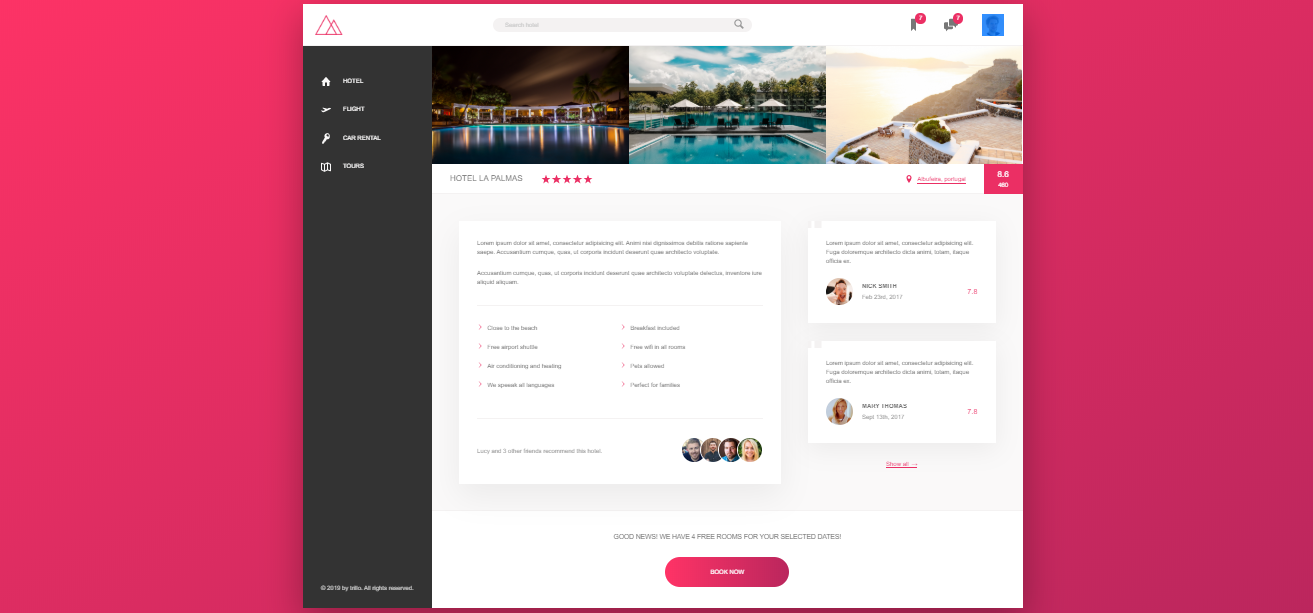 Search hotel
7
7
HOTEL
FLIGHT
CAR RENTAL
TOURS
© 2019 by trillo. All rights reserved.
HOTEL LA PALMAS
Albufeira, portugal
8.6
460
Lorem ipsum dolor sit amet, consectetur adipisicing elit. Animi nisi dignissimos debitis ratione sapiente
saepe. Accusantium cumque, quas, ut corporis incidunt deserunt quae architecto voluptate.
Accusantium cumque, quas, ut corporis incidunt deserunt quae architecto voluptate delectus, inventore iure
aliquid aliquam.
Close to the beach
Breakfast included
Free airport shuttle
Free wifi in all rooms
Air conditioning and heating
Pets allowed
We speeak all languages
Perfect for families
Lucy and 3 other friends recommend this hotel.
Lorem ipsum dolor sit amet, consectetur adipisicing elit.
Fuga doloremque architecto dicta animi, totam, itaque
officia ex.
NICK SMITH
Feb 23rd, 2017
7.8
Lorem ipsum dolor sit amet, consectetur adipisicing elit.
Fuga doloremque architecto dicta animi, totam, itaque
officia ex.
MARY THOMAS
Sept 13th, 2017
7.8
Show all →
GOOD NEWS! WE HAVE 4 FREE ROOMS FOR YOUR SELECTED DATES!
BOOK NOW